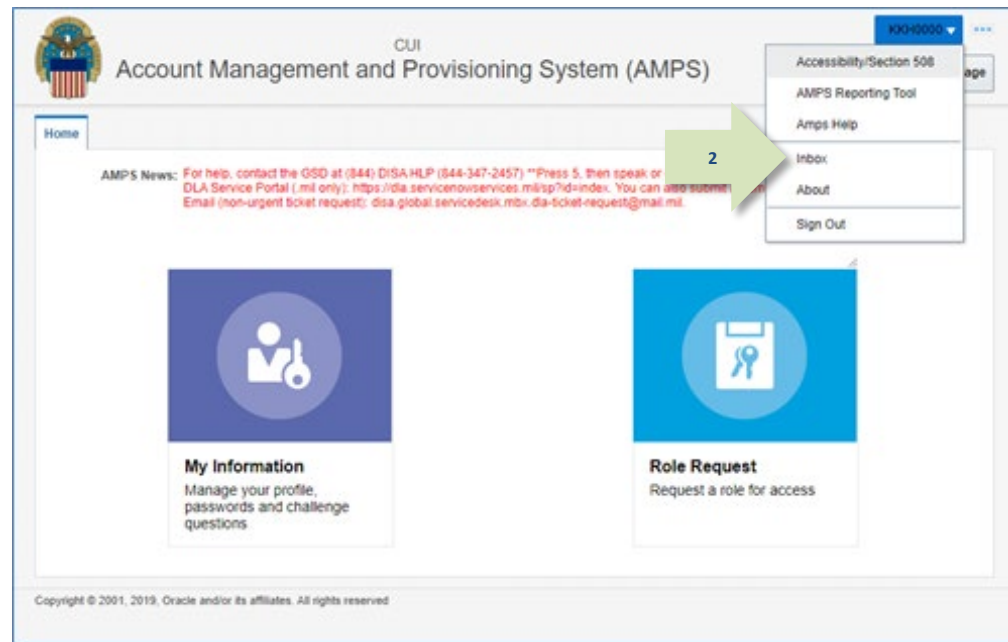 CUI
Account Management and Provisioning System (AMPS)
KKH0000
age
Accessibility/Section 508
AMPS Reporting Tool
Amps Help
Inbox
About
Sign Out
2
Home
AMPS News: For help, contact the GSD at (844) DISA HLP (844-347-2457) **Press 5, then speak or
DLA Service Portal (.mil only): https://dla.servicenowservices.mil/sp?id=index. You can also submit
Email (non-urgent ticket request): disa.global.servicedesk.mbx.dla-ticket-request@mail.mil.
My Information
Manage your profile,
passwords and challenge
questions
Role Request
Request a role for access
Copyright © 2001, 2019, Oracle and/or its affiliates. All rights reserved